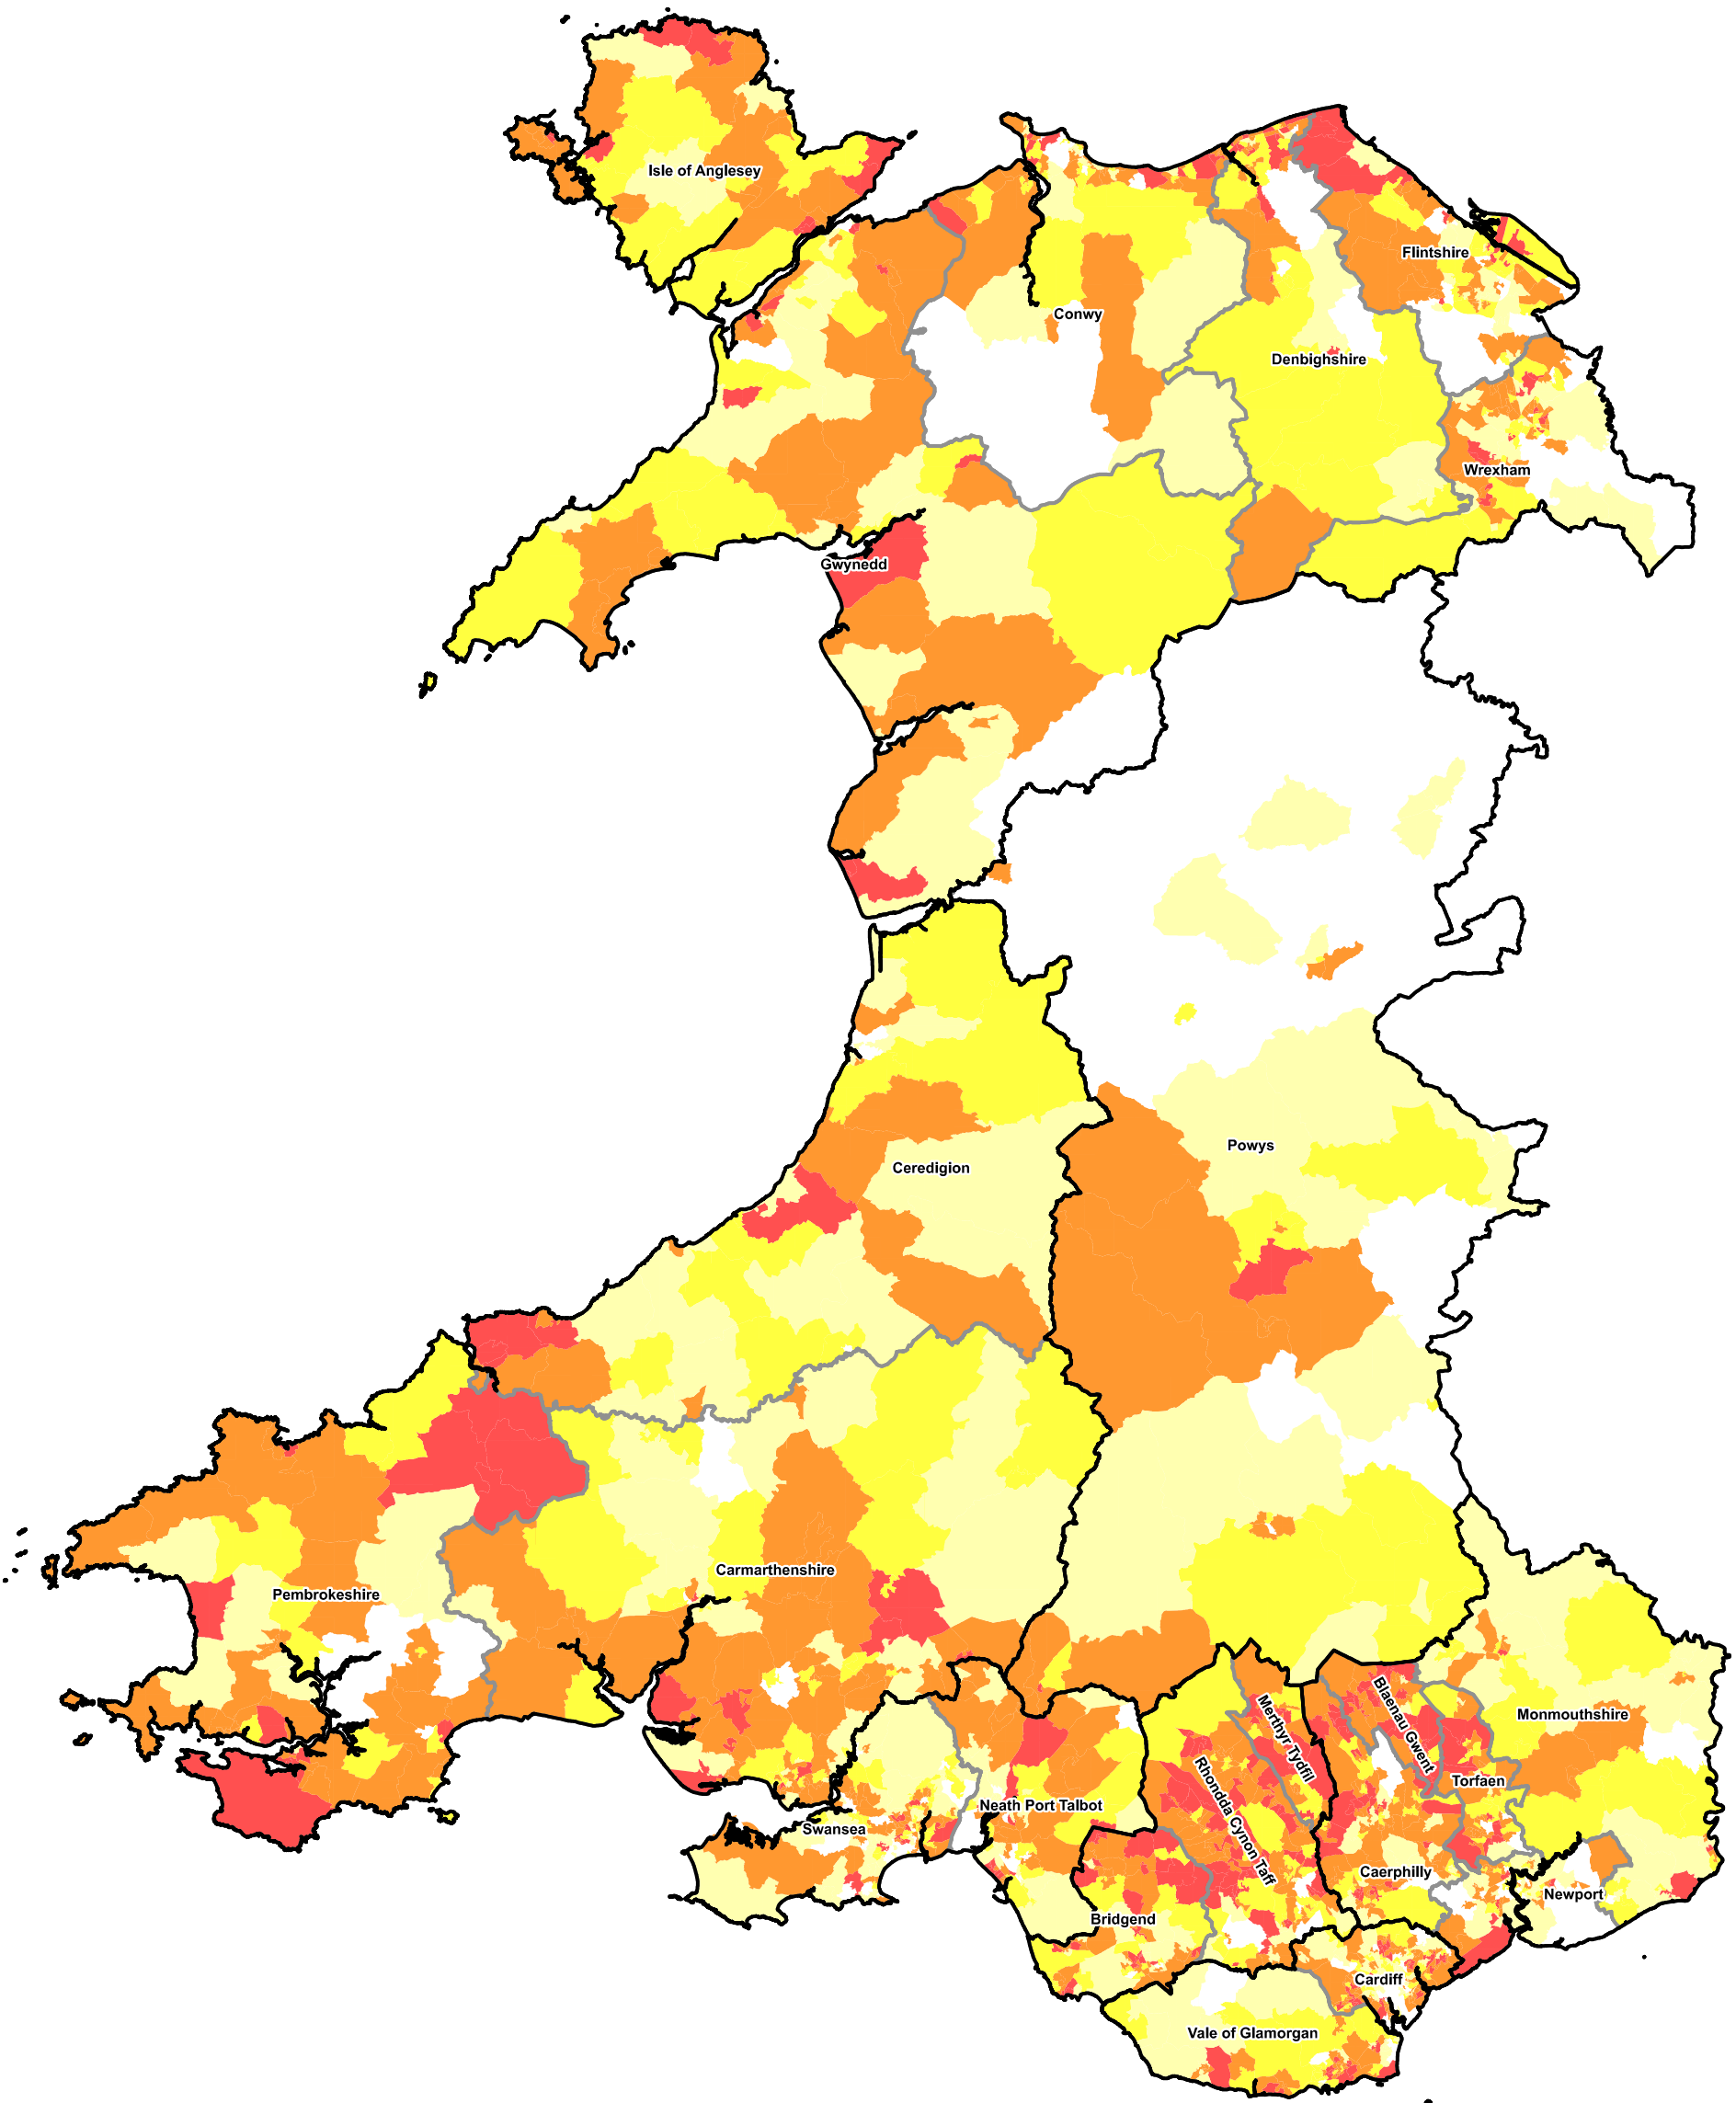 Isle of Anglesey
Flintshire
Conwy
Denbighshire
Wrexham
Gwynedd
Powys
Ceredigion
Carmarthenshire
Pembrokeshire
Merthyr Tydfil
Blaenau Gwent
Monmouthshire
Rhondda Cynon Taff
Torfaen
Neath Port Talbot
Swansea
Caerphilly
Newport
Bridgend
Cardiff
Vale of Glamorgan